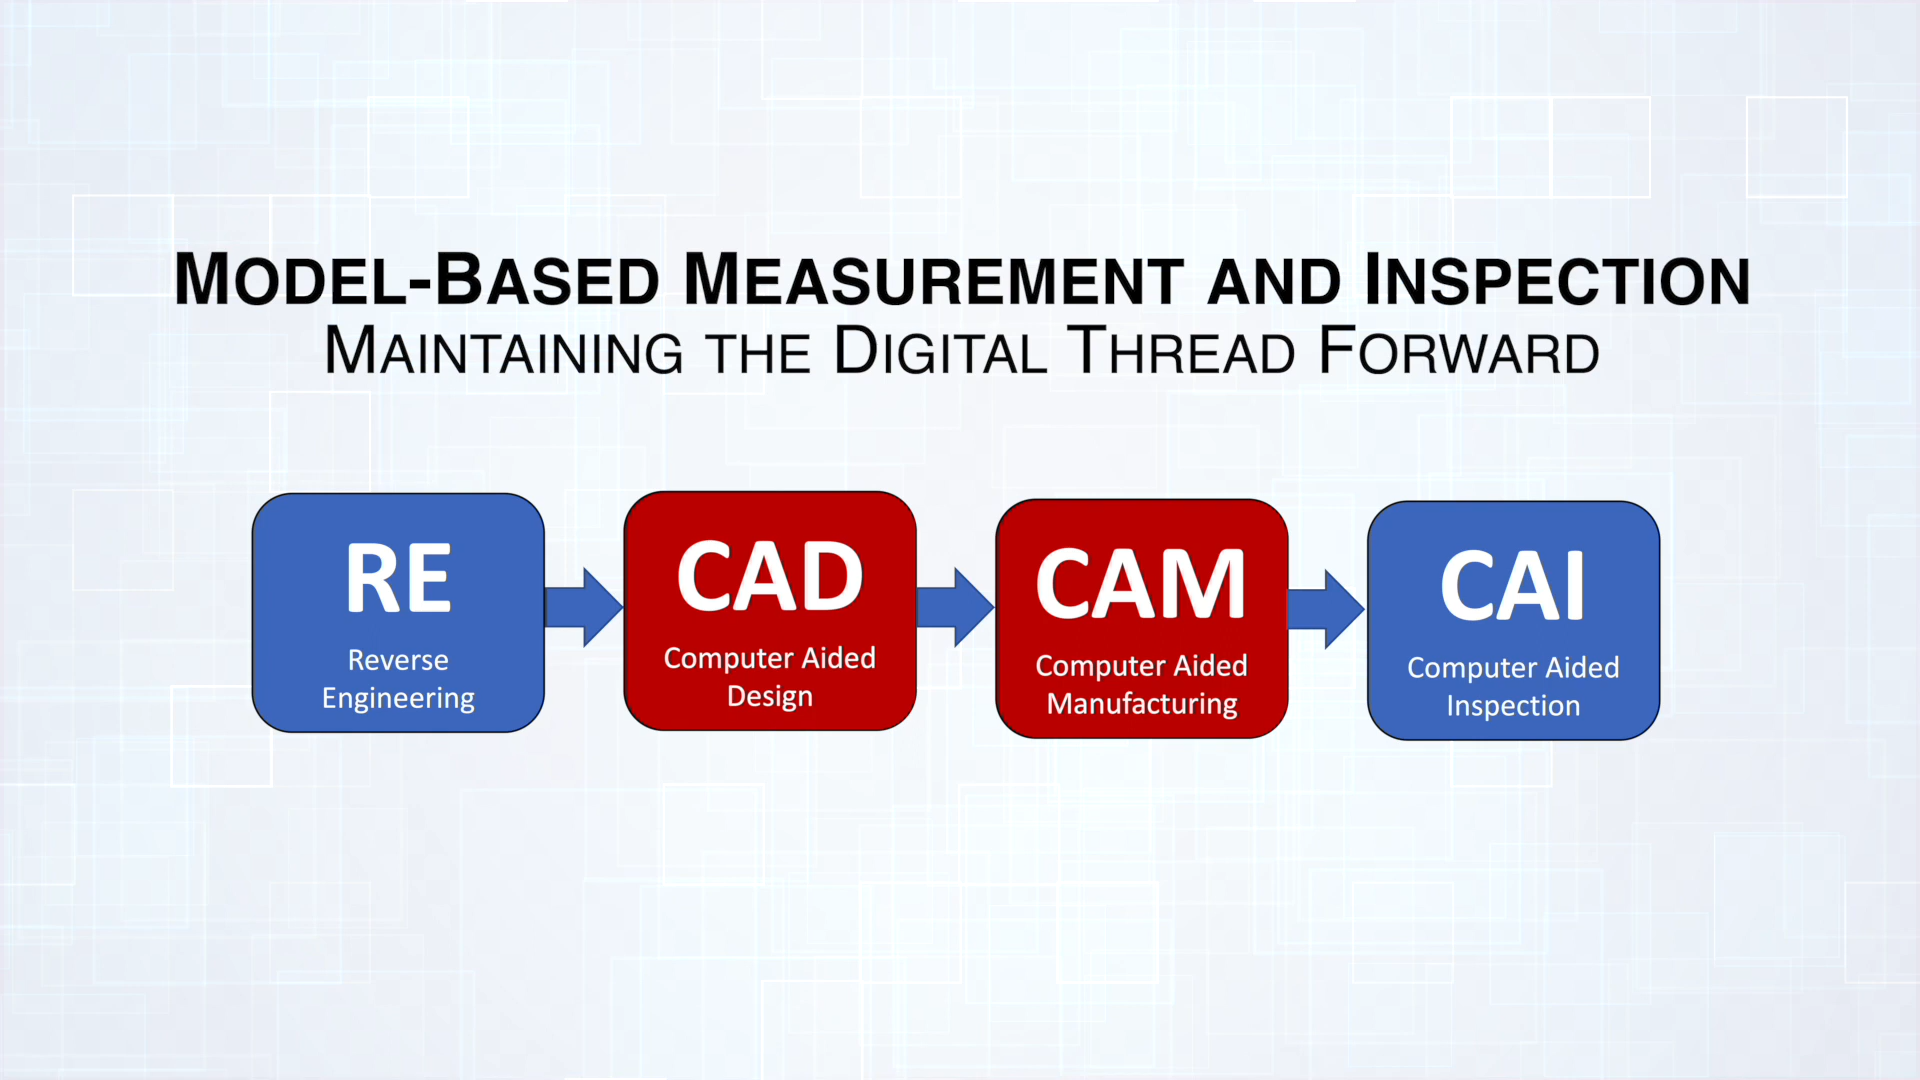 MODEL-BASED MEASUREMENT AND INSPECTION
MAINTAINING THE DIGITAL THREAD FORWARD
RE
Reverse
Engineering
CAD
Computer Aided
Design
CAM
Computer Aided
Manufacturing
CAI
Computer Aided
Inspection